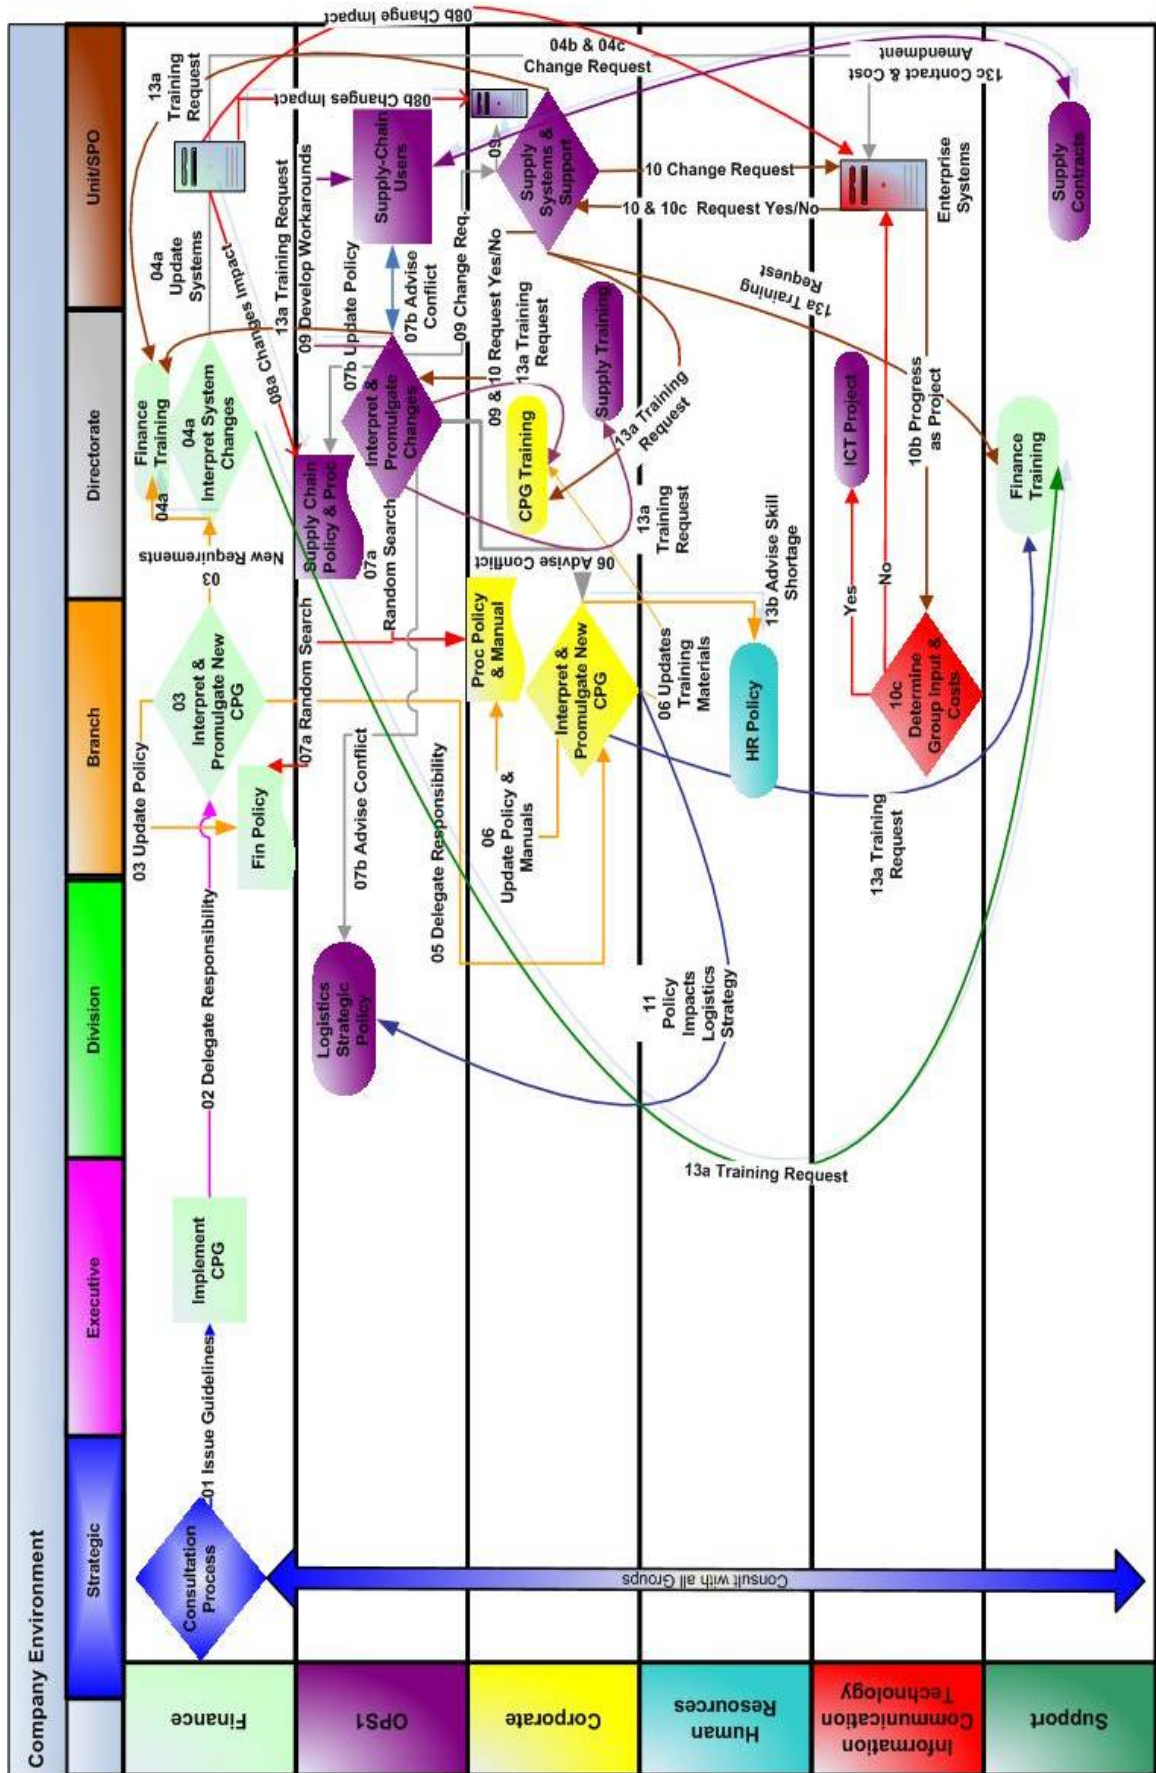 Company Environment
Strategic
Executive
Division
Branch
Directorate
Unit/SPO
Finance
OPS1
Corporate
Human
Resources
Information
Communication
Technology
Support
Consultation
Process
Consult with all Groups
01 Issue Guidelines
Implement
CPG
02 Delegate Responsibility
03 Update Policy
Fin Policy
03
Interpret &
Promulgate New
CPG
03
New Requirements
04a
Finance
Training
04a
Interpret System
Changes
04a
Update
Systems
13a
Training
Request
08b Change Impact
08b Changes Impact
08a Changes Impact
04b & 04c
Change Request
13c Contract & Cost
Amendment
07a Random Search
Supply Chain
Policy & Proc
07a
Random Search
07b Update Policy
Interpret &
Promulgate
Changes
13a Training Request
09 Develop Workarounds
07b Advise
Conflict
Supply-Chain
Users
09 Change Req.
07b Advise Conflict
Logistics
Strategic
Policy
05 Delegate Responsibility
06
Update Policy &
Manuals
Proc Policy
& Manual
Interpret &
Promulgate New
CPG
06 Advise Conflict
CPG Training
09 & 10 Request Yes/No
13a Training
Request
09
Supply
Systems &
Support
Supply Training
13a Training
Request
13a
Training
Request
06 Updates
Training
Materials
11
Policy
Impacts
Logistics
Strategy
HR Policy
13b Advise Skill
Shortage
10 Change Request
10 & 10c Request Yes/No
Enterprise
Systems
Supply
Contracts
13a Training
Request
ICT Project
Yes
No
10b Progress
as Project
10c
Determine
Group Input &
Costs
13a Training
Request
Finance
Training
13a Training Request